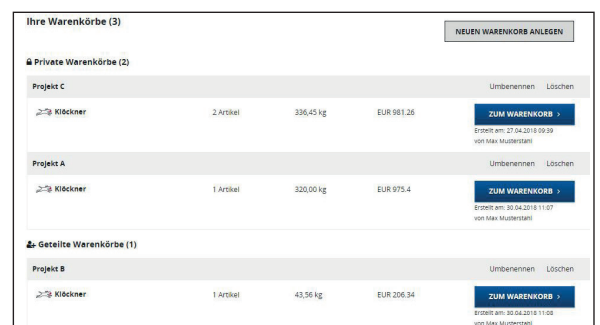 Ihre Warenkörbe (3)
NEUEN WARENKORB ANLEGEN
Private Warenkörbe (2)
Projekt C Umbenennen Löschen
Klöckner 2 Artikel 336,45 kg EUR 981.26 ZUM WARENKORB >
Erstellt am: 27.04.2018 09:39
von Max Musterstahl
Projekt A Umbenennen Löschen
Klöckner 1 Artikel 320,00 kg EUR 975.4 ZUM WARENKORB >
Erstellt am: 30.04.2018 11:07
von Max Musterstahl
Geteilte Warenkörbe (1)
Projekt B Umbenennen Löschen
Klöckner 1 Artikel 43,56 kg EUR 206.34 ZUM WARENKORB >
Erstellt am: 30.04.2018 11:08
von Max Musterstahl